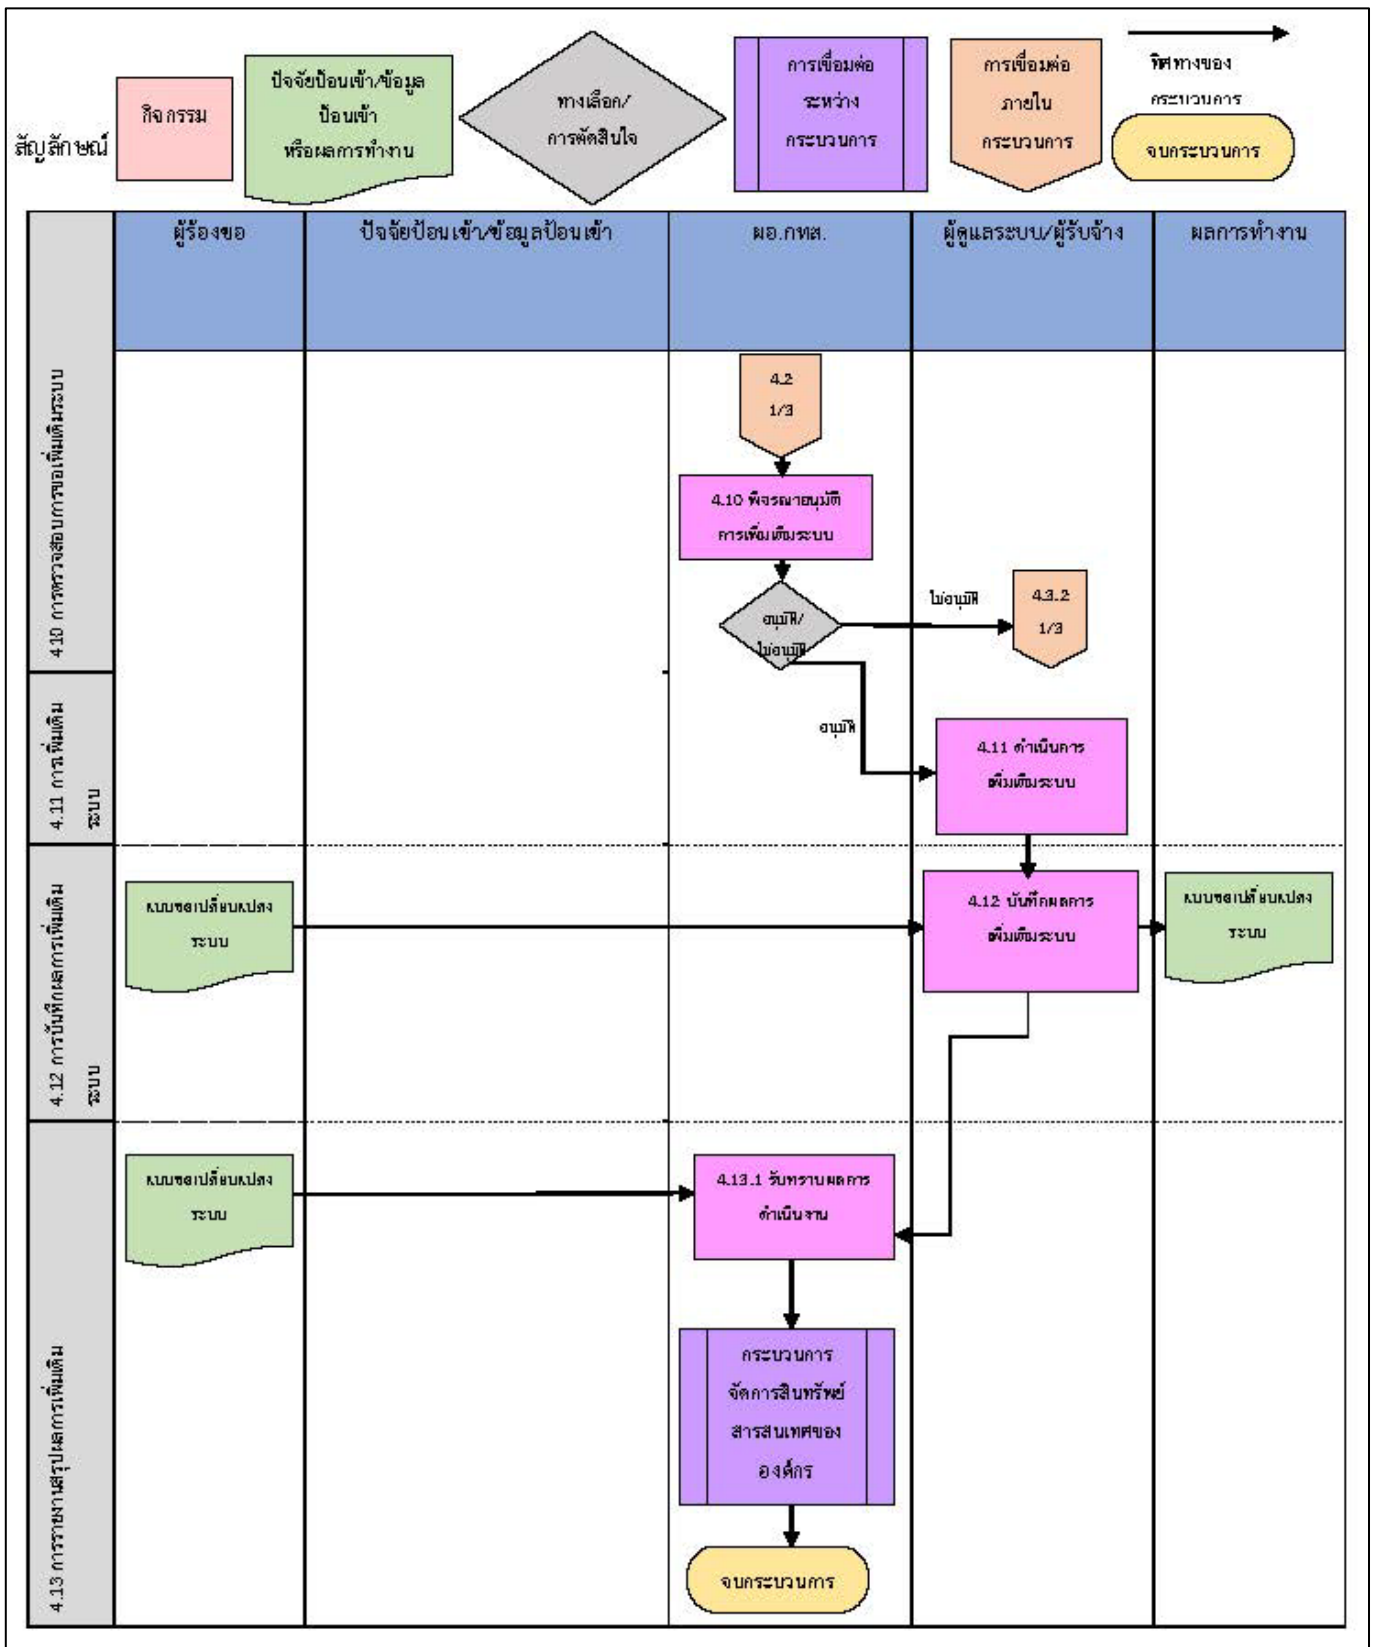 สัญลักษณ์
กิจกรรม
ปัจจัยป้อนเข้า/ข้อมูล
ป้อนเข้า
หรือผลการทำงาน
ทางเลือก/
การตัดสินใจ
การเชื่อมต่อ
ระหว่าง
กระบวนการ
การเชื่อมต่อ
ภายใน
กระบวนการ
ทิศทางของ
กระบวนการ
จบกระบวนการ
ผู้ร้องขอ
ปัจจัยป้อนเข้า/ข้อมูลป้อนเข้า
ผอ.กทส.
ผู้ดูแลระบบ/ผู้รับจ้าง
ผลการทำงาน
4.10 การตรวจสอบการขอเพิ่มเติมระบบ
4.2
1/3
4.10 พิจรณาอนุมัติ
การเพิ่มเติมระบบ
อนุมัติ/
ไม่อนุมัติ
ไม่อนุมัติ
4.3.2
1/3
4.11 การเพิ่มเติม
ระบบ
อนุมัติ
4.11 ดำเนินการ
เพิ่มเติมระบบ
4.12 การบันทึกผลการเพิ่มเติม
ระบบ
แบบขอเปลี่ยนแปลง
ระบบ
4.12 บันทึกผลการ
เพิ่มเติมระบบ
แบบขอเปลี่ยนแปลง
ระบบ
4.13 การรายงานสรุปผลการเพิ่มเติม
แบบขอเปลี่ยนแปลง
ระบบ
4.13.1 รับทราบผลการ
ดำเนินงาน
กระบวนการ
จัดการสินทรัพย์
สารสนเทศของ
องค์กร
จบกระบวนการ